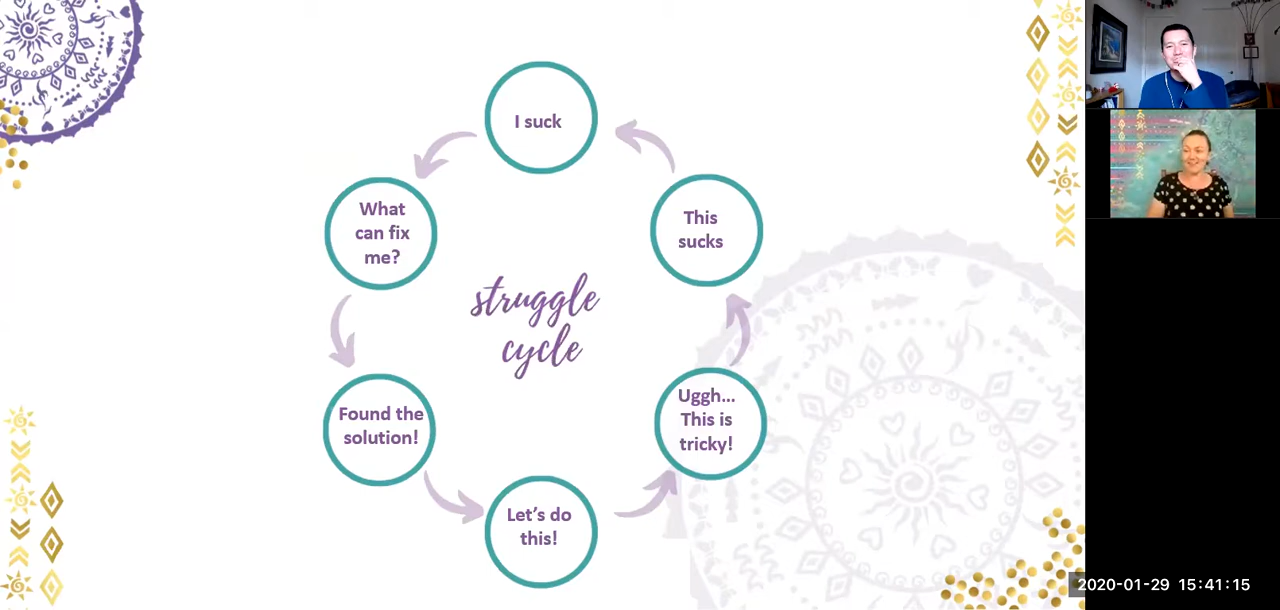 I suck
What
can fix
me?
This
sucks
struggle
cycle
Found the
solution!
Uggh...
This is
tricky!
Let's do
this!
2020-01-29 15:41:15